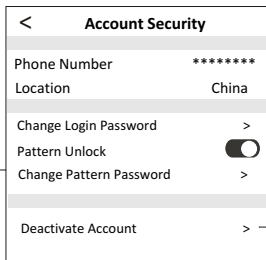 < Account Security
Phone Number ********
Location China
Change Login Password >
Pattern Unlock
Change Pattern Password >
Deactivate Account >